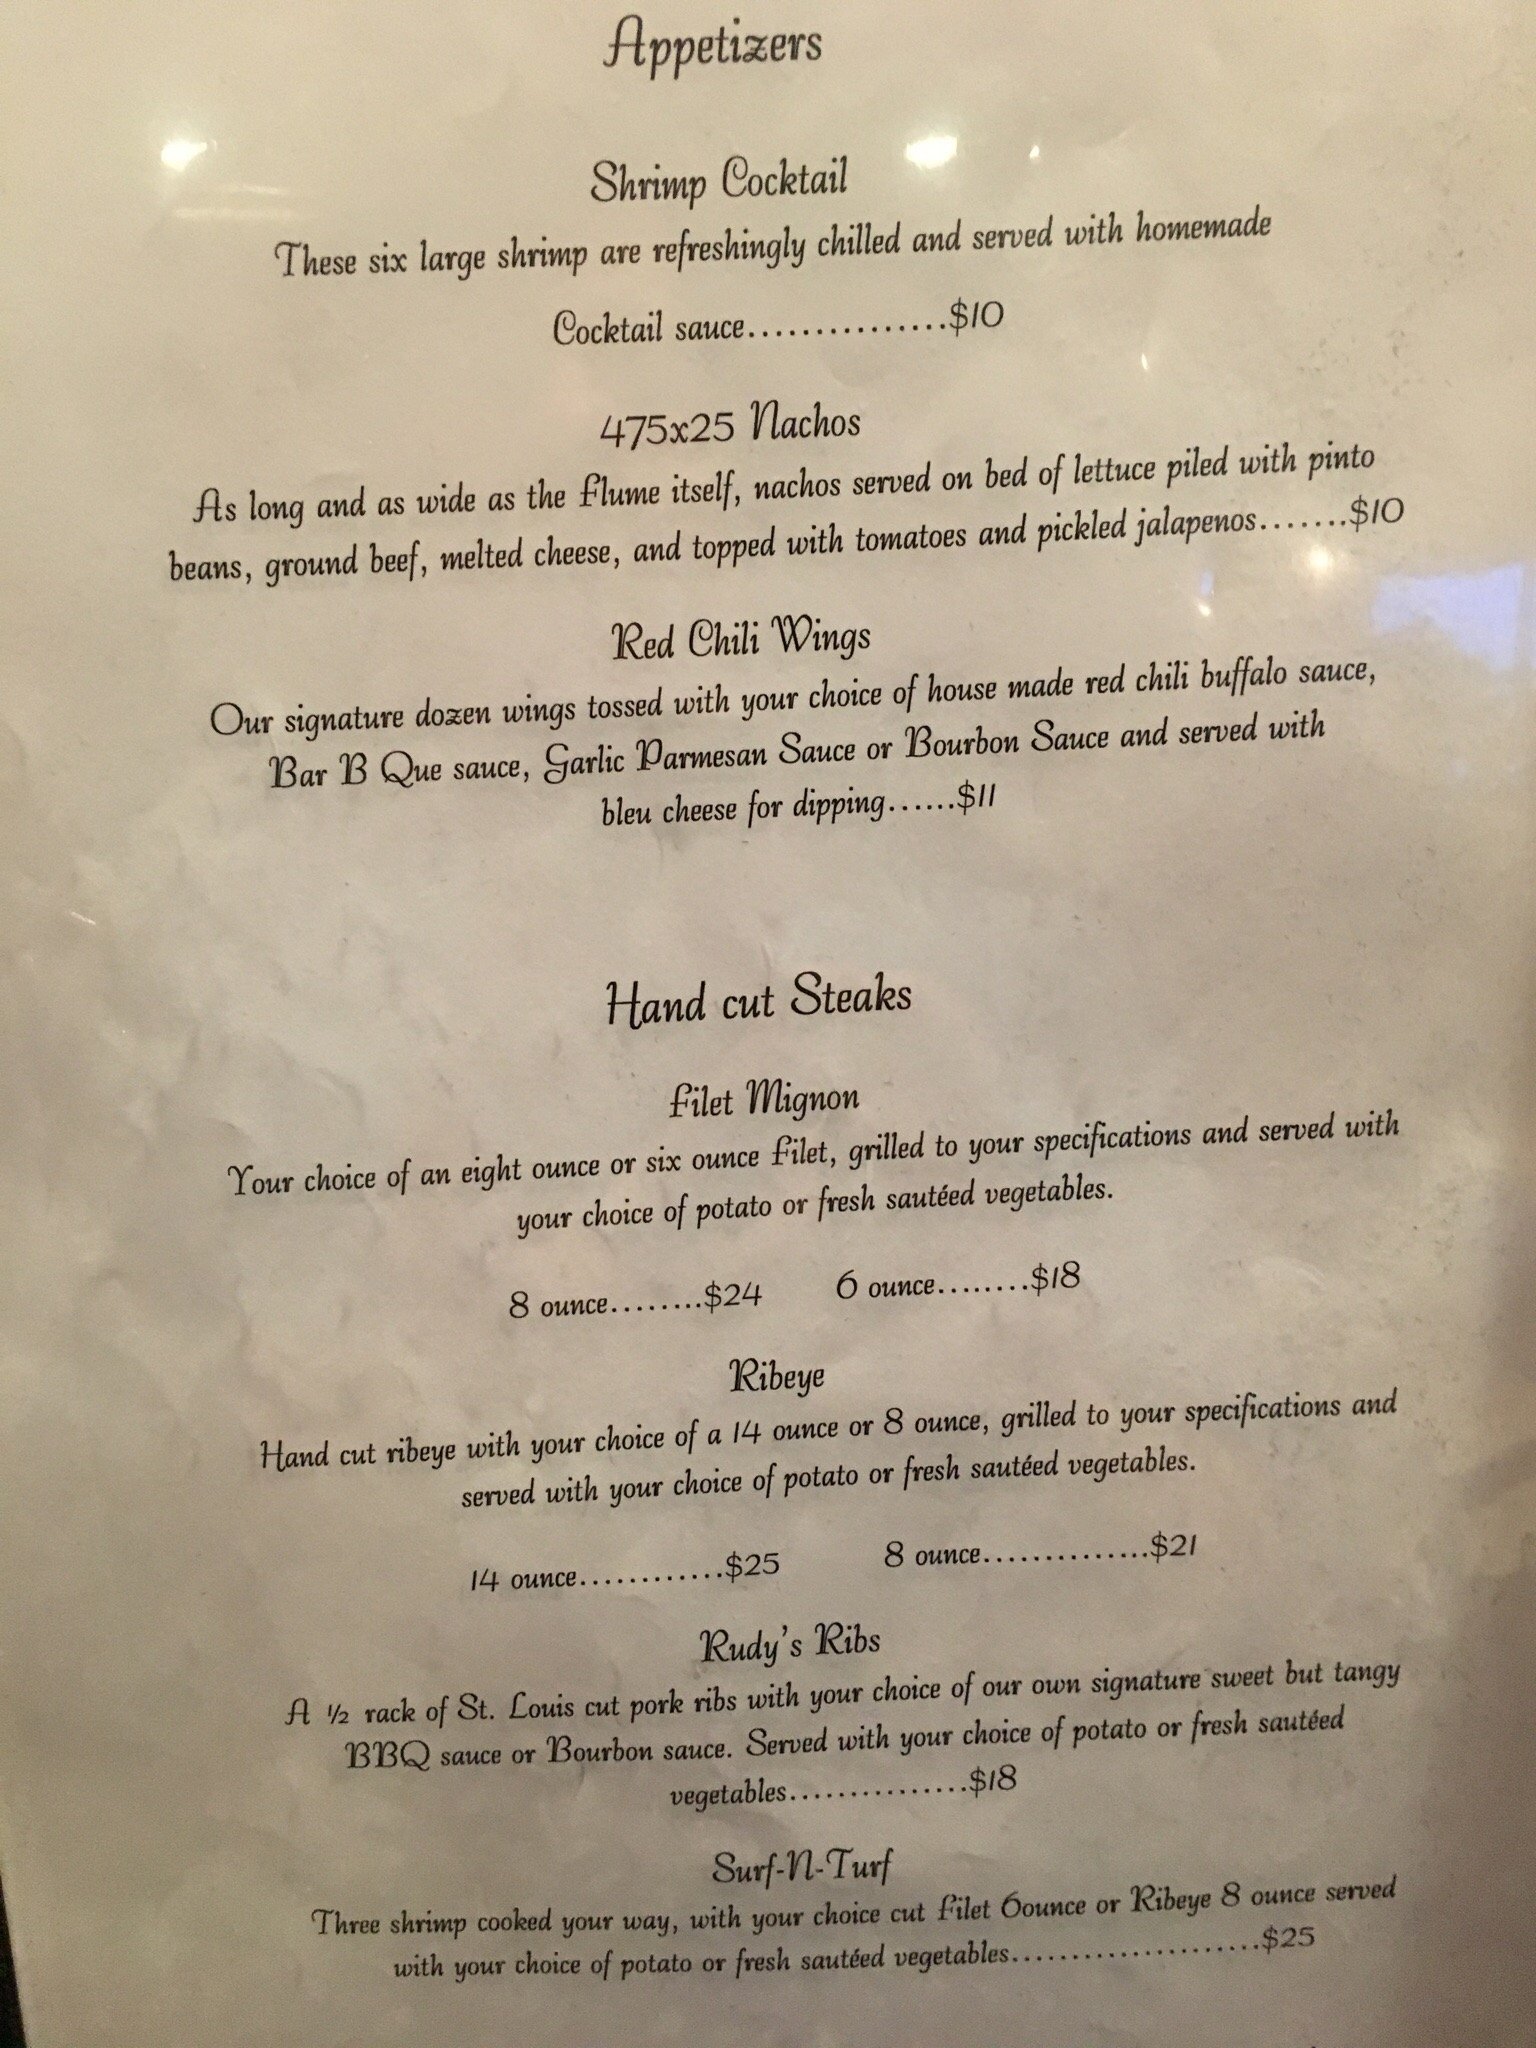 Appetizers
Shrimp Cocktail
These six large shrimp are refreshingly chilled and served with homemade
Cocktail sauce...............$10
475x25 Nachos
As long and as wide as the Flume itself, nachos served on bed of lettuce piled with pinto
beans, ground beef, melted cheese, and topped with tomatoes and pickled jalapenos.......$10
Red Chili Wings
Our signature dozen wings tossed with your choice of house made red chili buffalo sauce,
Bar B Que sauce, Garlic Parmesan Sauce or Bourbon Sauce and served with
bleu cheese for dipping......$11
Hand cut Steaks
Filet Mignon
Your choice of an eight ounce or six ounce Filet, grilled to your specifications and served with
your choice of potato or fresh sautéed vegetables.
8 ounce........$24 6 ounce........$18
Ribeye
Hand cut ribeye with your choice of a 14 ounce or 8 ounce, grilled to your specifications and
served with your choice of potato or fresh sautéed vegetables.
14 ounce............$25 8 ounce..............$21
Rudy's Ribs
A ½ rack of St. Louis cut pork ribs with your choice of our own signature sweet but tangy
BBQ sauce or Bourbon sauce. Served with your choice of potato or fresh sautéed
vegetables...............$18
Surf-N-Turf
Three shrimp cooked your way, with your choice cut Filet 6ounce or Ribeye 8 ounce served
with your choice of potato or fresh sautéed vegetables.....................$25